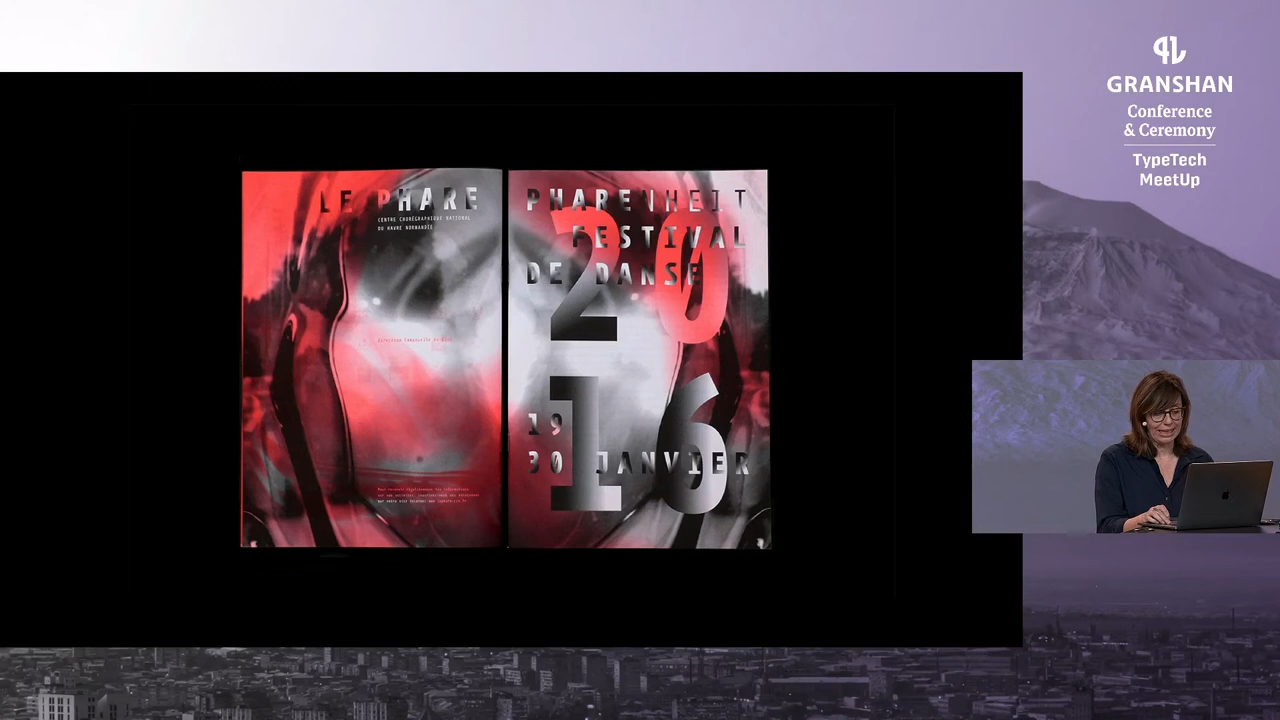 LE PHARE
CENTRE CHORÉGRAPHIQUE NATIONAL
DU HAVRE NORMANDIE
PHARENHEIT
FESTIVAL
DE DANSE
20
16
19
30 JANVIER
GRANSHAN
Conference
& Ceremony
TypeTech
MeetUp